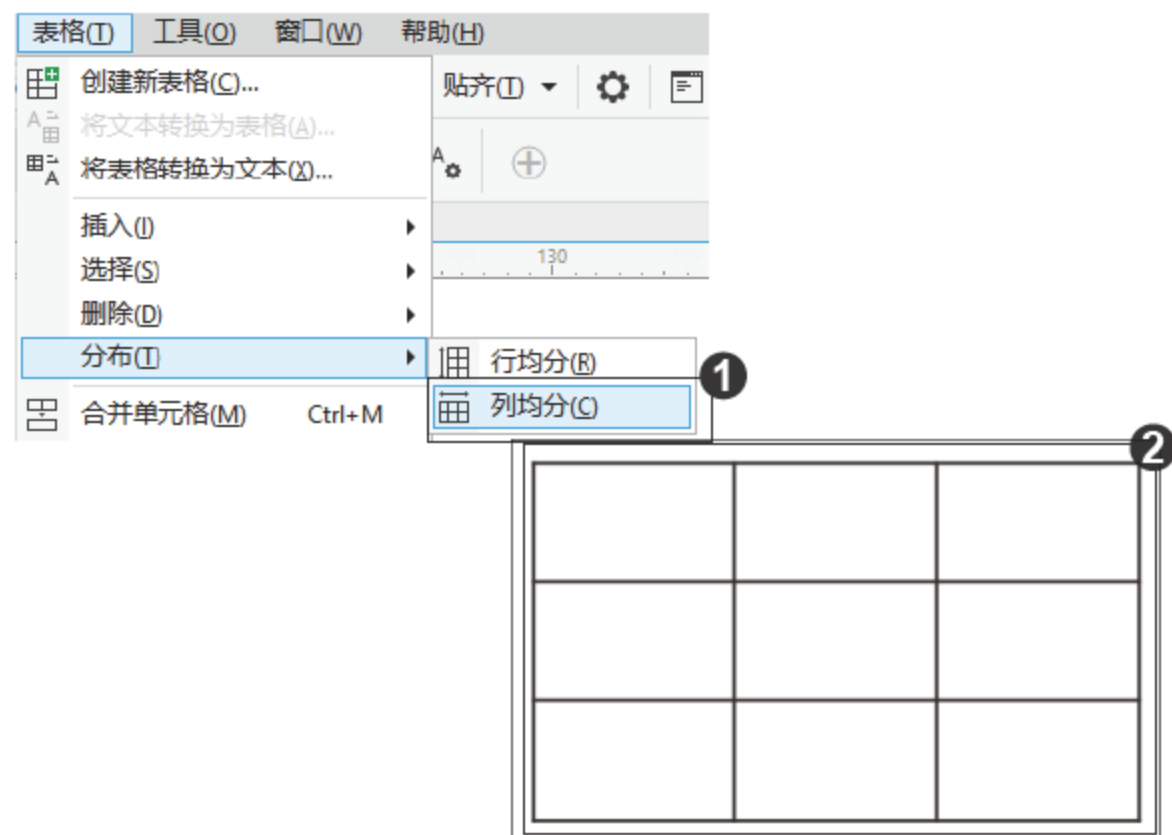 表格(T) 工具(O) 窗口(W) 帮助(H)
创建新表格(C)...
贴齐(T)
将文本转换为表格(A)...
将表格转换为文本(X)...
插入(I)
选择(S)
130
删除(D)
分布(T)
行均分(R)
1
列均分(C)
合并单元格(M) Ctrl+M
2